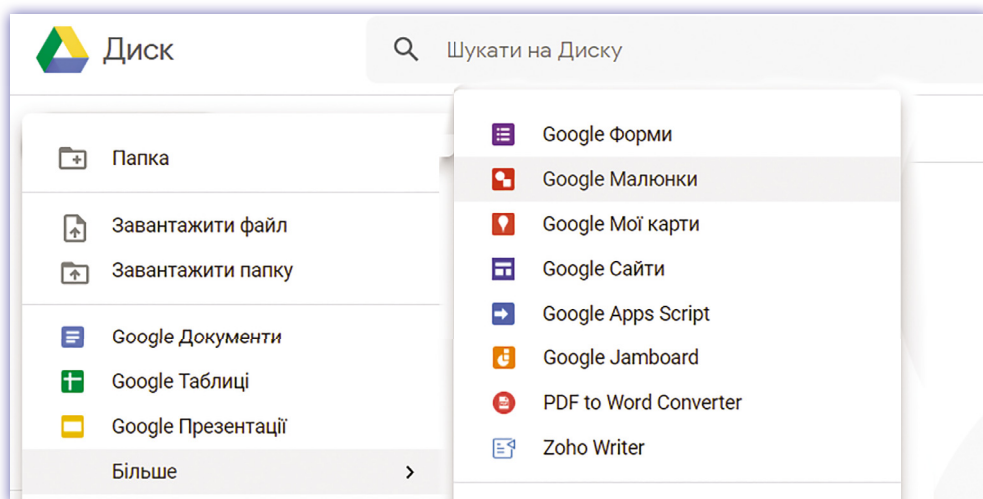 Диск
Шукати на Диску
Папка
Завантажити файл
Завантажити папку
Google Документи
Google Таблиці
Google Презентації
Більше
Google Форми
Google Малюнки
Google Мої карти
Google Сайти
Google Apps Script
Google Jamboard
PDF to Word Converter
Zoho Writer